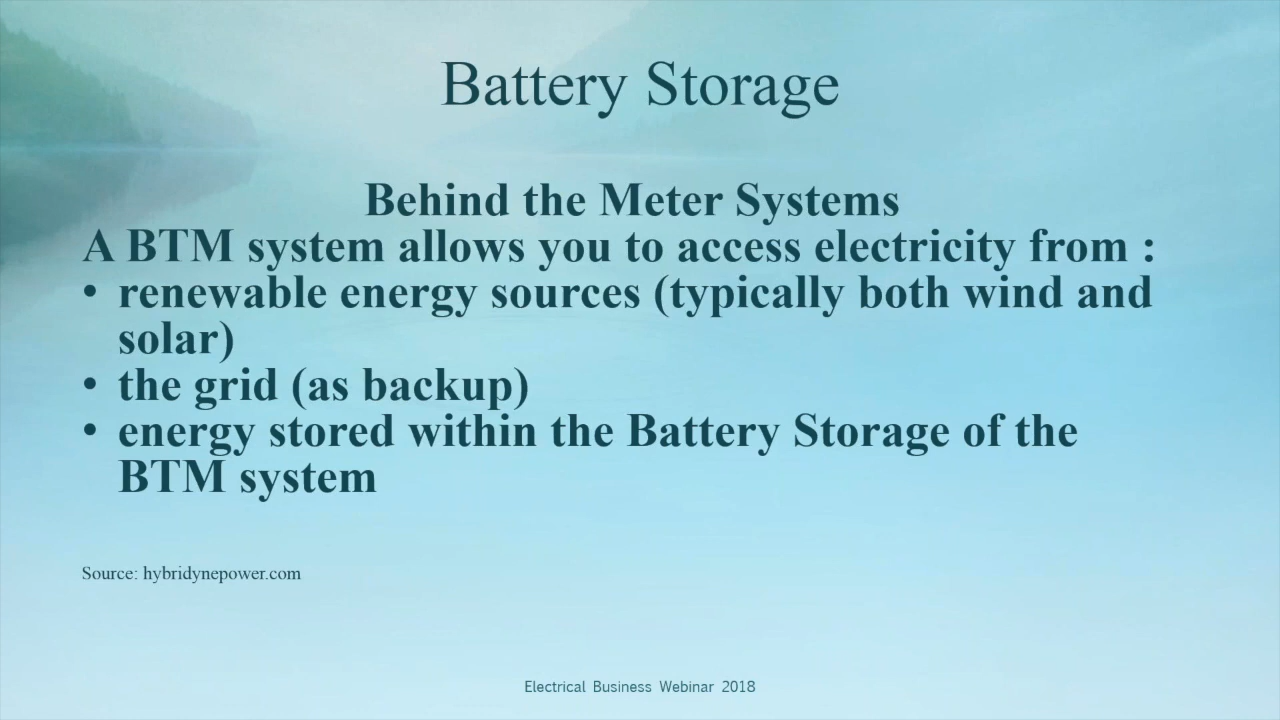 Battery Storage
Behind the Meter Systems
A BTM system allows you to access electricity from :
• renewable energy sources (typically both wind and
solar)
• the grid (as backup)
• energy stored within the Battery Storage of the
BTM system
Source: hybridynepower.com
Electrical Business Webinar 2018